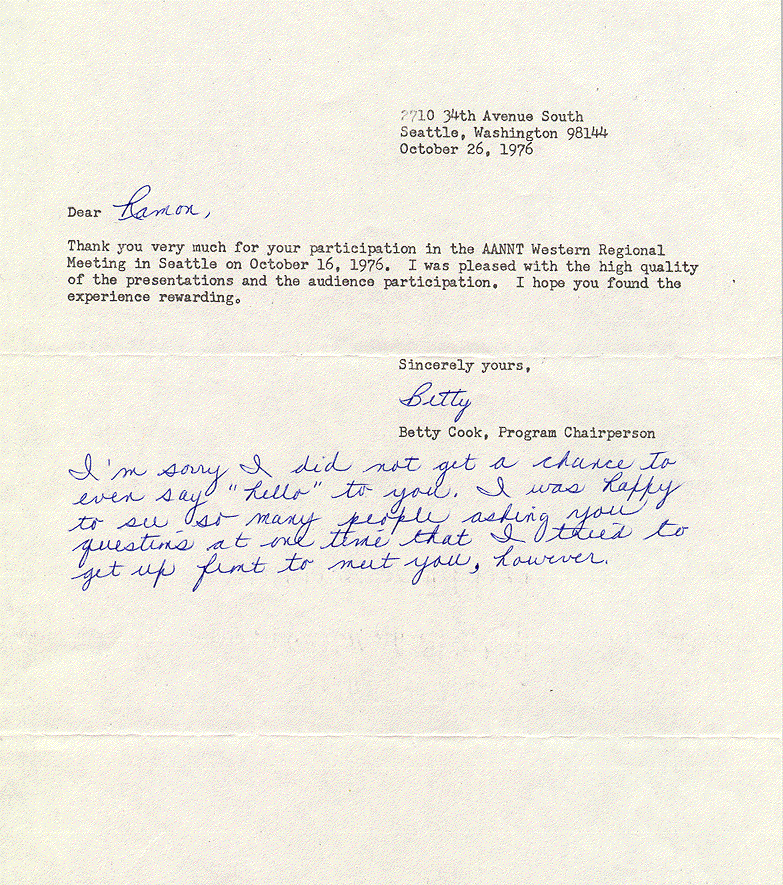 2710 34th Avenue South
Seattle, Washington 98144
October 26, 1976
Dear Ramon,
Thank you very much for your participation in the AANNT Western Regional
Meeting in Seattle on October 16, 1976.  I was pleased with the high quality
of the presentations and the audience participation.  I hope you found the
experience rewarding.
Sincerely yours,
Betty
Betty Cook, Program Chairperson
I'm sorry I did not get a chance to
even say "hello" to you. I was happy
to see so many people asking you
questions at one time that I tried to
get up front to meet you, however.